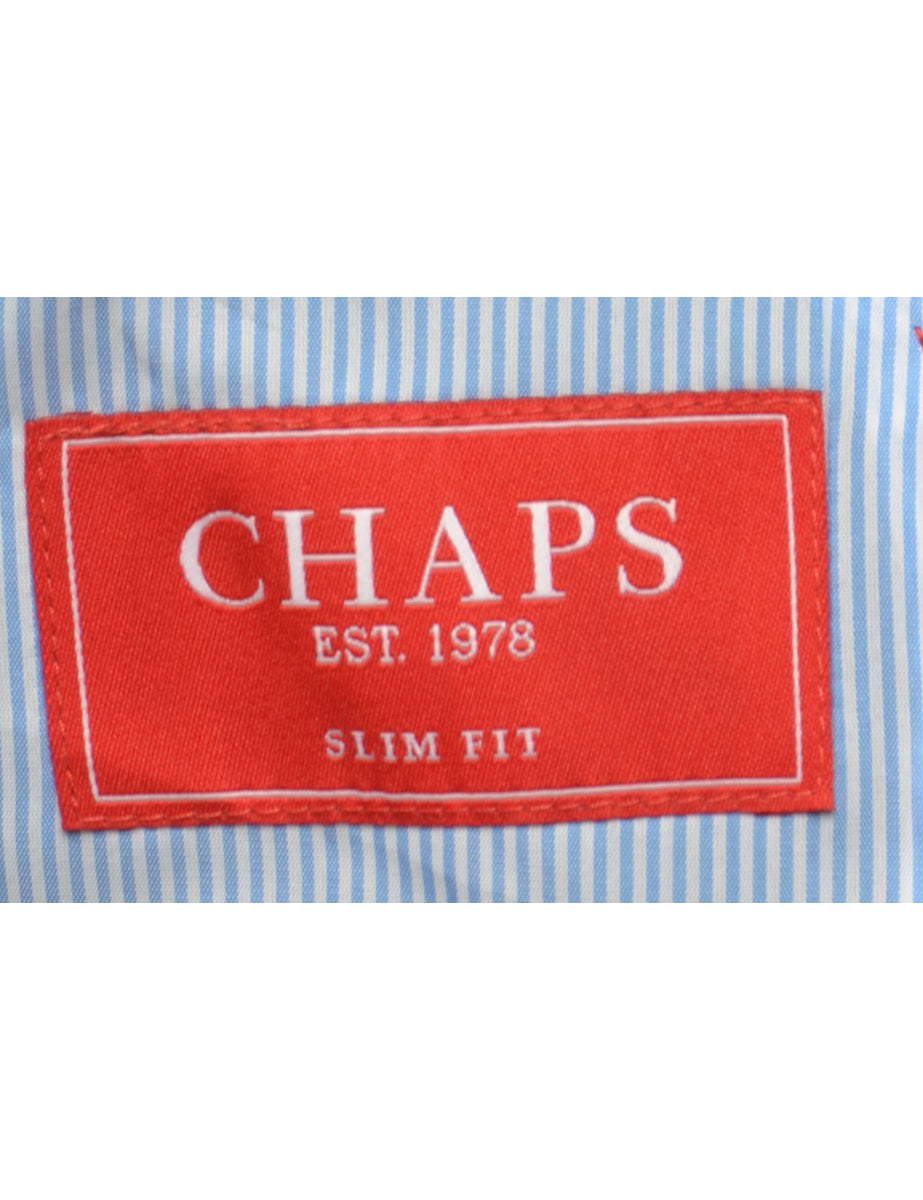 CHAPS
EST. 1978
SLIM FIT